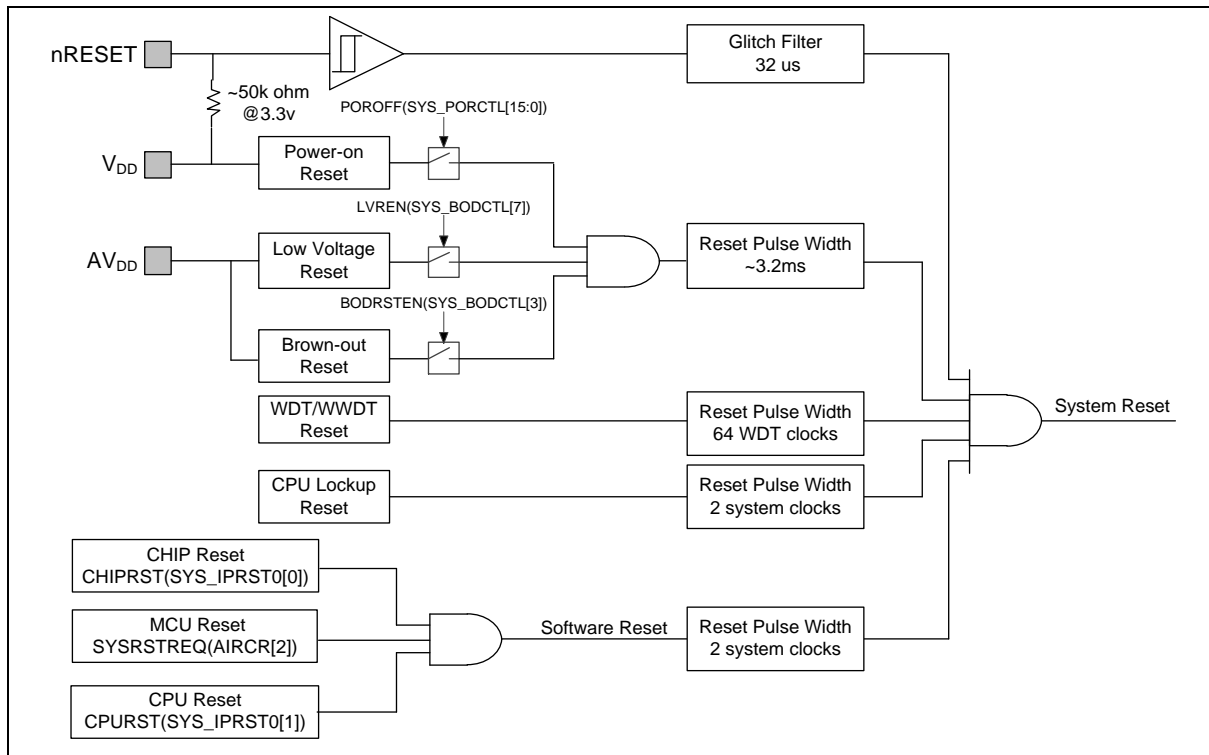 nRESET
~50k ohm
@3.3v
Glitch Filter
32 us
POROFF(SYS_PORCTL[15:0])
VDD
Power-on
Reset
LVREN(SYS_BODCTL[7])
AVDD
Low Voltage
Reset
Reset Pulse Width
~3.2ms
BODRSTEN(SYS_BODCTL[3])
Brown-out
Reset
WDT/WWDT
Reset
Reset Pulse Width
64 WDT clocks
System Reset
CPU Lockup
Reset
Reset Pulse Width
2 system clocks
CHIP Reset
CHIPRST(SYS_IPRST0[0])
MCU Reset
SYSRSTREQ(AIRCR[2])
Software Reset
Reset Pulse Width
2 system clocks
CPU Reset
CPURST(SYS_IPRST0[1])